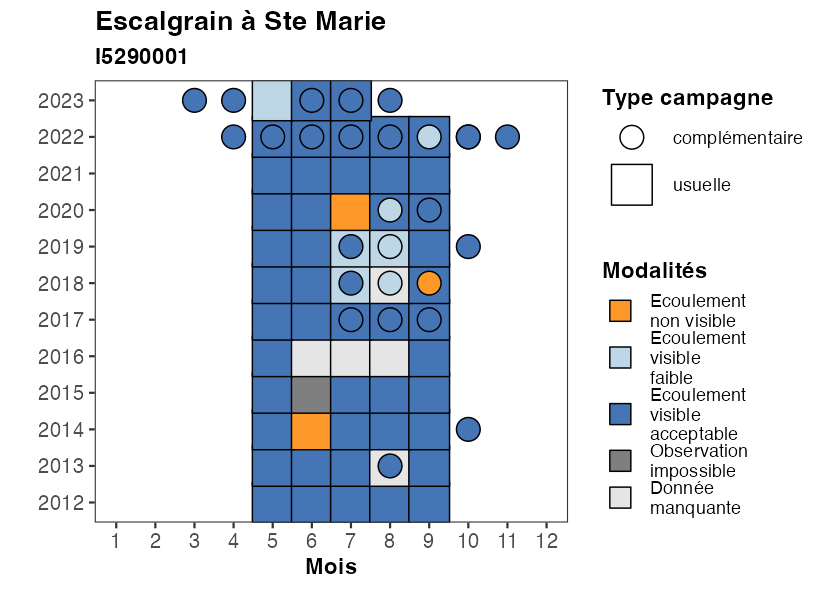 Escalgrain à Ste Marie
I5290001
2023
2022
2021
2020
2019
2018
2017
2016
2015
2014
2013
2012
1 2 3 4 5 6 7 8 9 10 11 12
Mois
Type campagne
complémentaire
usuelle
Modalités
Ecoulement
non visible
Ecoulement
visible
faible
Ecoulement
visible
acceptable
Observation
impossible
Donnée
manquante